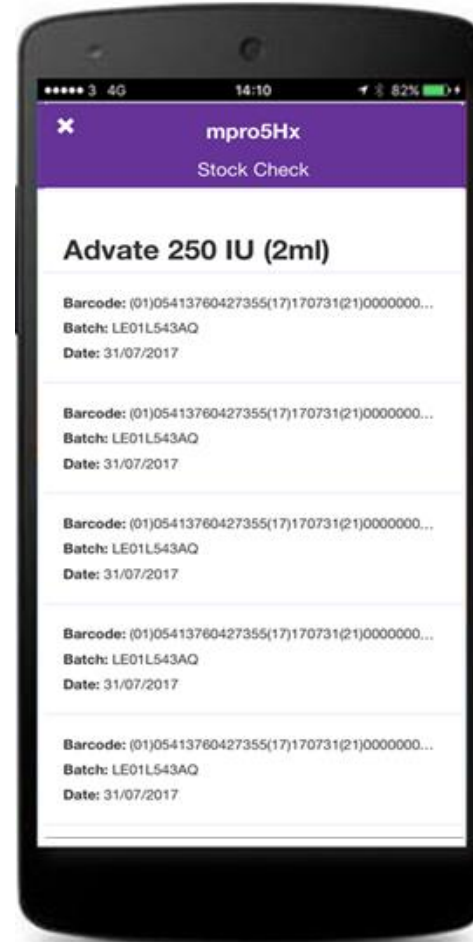 3 4G 14:10 82%
mpro5Hx
Stock Check
Advate 250 IU (2ml)
Barcode: (01)05413760427355(17)170731(21)0000000...
Batch: LE01L543AQ
Date: 31/07/2017
Barcode: (01)05413760427355(17)170731(21)0000000...
Batch: LE01L543AQ
Date: 31/07/2017
Barcode: (01)05413760427355(17)170731(21)0000000...
Batch: LE01L543AQ
Date: 31/07/2017
Barcode: (01)05413760427355(17)170731(21)0000000...
Batch: LE01L543AQ
Date: 31/07/2017
Barcode: (01)05413760427355(17)170731(21)0000000...
Batch: LE01L543AQ
Date: 31/07/2017